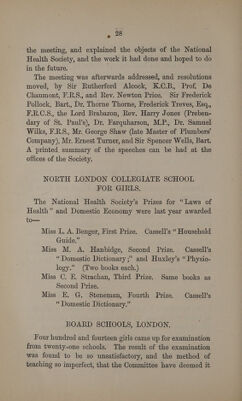 28
the meeting, and explained the objects of the National
Health Society, and the work it had done and hoped to do
in the future.
The meeting was afterwards addressed, and resolutions
moved, by Sir Rutherford Alcock, K.C.B., Prof. De
Chaumont, F.R.S., and Rev. Newton Price. Sir Frederick
Pollock, Bart., Dr. Thorne Thorne, Frederick Treves, Esq.,
F.R.C.S., the Lord Brabazon, Rev. Harry Jones (Preben-
dary of St. Paul's), Dr. Farquharson, M.P., Dr. Samuel
Wilks, F.R.S., Mr. George Shaw (late Master of Plumbers'
Company), Mr. Ernest Turner, and Sir Spencer Wells, Bart.
A printed summary of the speeches can be had at the
offices of the Society.
NORTH LONDON COLLEGIATE SCHOOL
FOR GIRLS.
The National Health Society's Prizes for "Laws of
Health" and Domestic Economy were last year awarded
to—
Miss L. A. Benger, First Prize. Cassell's "Household
Guide."
Miss M. A. Hanbidge, Second Prize. Cassell's
"Domestic Dictionary;" and Huxley's "Physio-
logy." (Two books each.)
Miss C. E. Strachan, Third Prize. Same books as
Second Prize.
Miss E. G. Stoneman, Fourth Prize. Cassell's
"Domestic Dictionary."
BOARD SCHOOLS, LONDON.
Four hundred and fourteen girls came up for examination
from twenty-one schools. The result of the examination
was found to be so unsatisfactory, and the method of
teaching so imperfect, that the Committee have deemed it